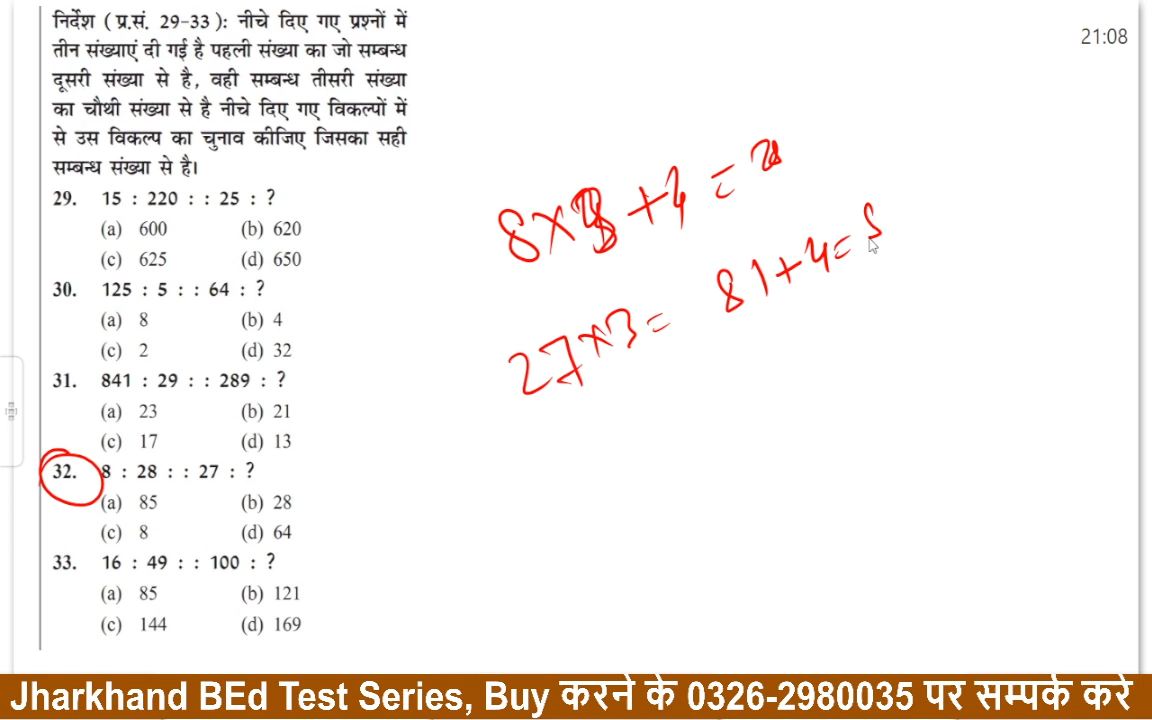 निर्देश (प्र.सं. 29-33): नीचे दिए गए प्रश्नों में
तीन संख्याएं दी गई है पहली संख्या का जो सम्बन्ध
दूसरी संख्या से है, वही सम्बन्ध तीसरी संख्या
का चौथी संख्या से है नीचे दिए गए विकल्पों में
से उस विकल्प का चुनाव कीजिए जिसका सही
सम्बन्ध संख्या से है।
29. 15 : 220 : : 25 : ?
(a) 600 (b) 620
(c) 625 (d) 650
30. 125 : 5 : : 64 : ?
(a) 8 (b) 4
(c) 2 (d) 32
31. 841 : 29 : : 289 : ?
(a) 23 (b) 21
(c) 17 (d) 13
32. 8 : 28 : : 27 : ?
(a) 85 (b) 28
(c) 8 (d) 64
33. 16 : 49 : : 100 : ?
(a) 85 (b) 121
(c) 144 (d) 169
21:08
8 × 3 + 4 =
27 × 3 = 81 + 4 = 8
Jharkhand BEd Test Series, Buy करने के 0326-2980035 पर सम्पर्क करे